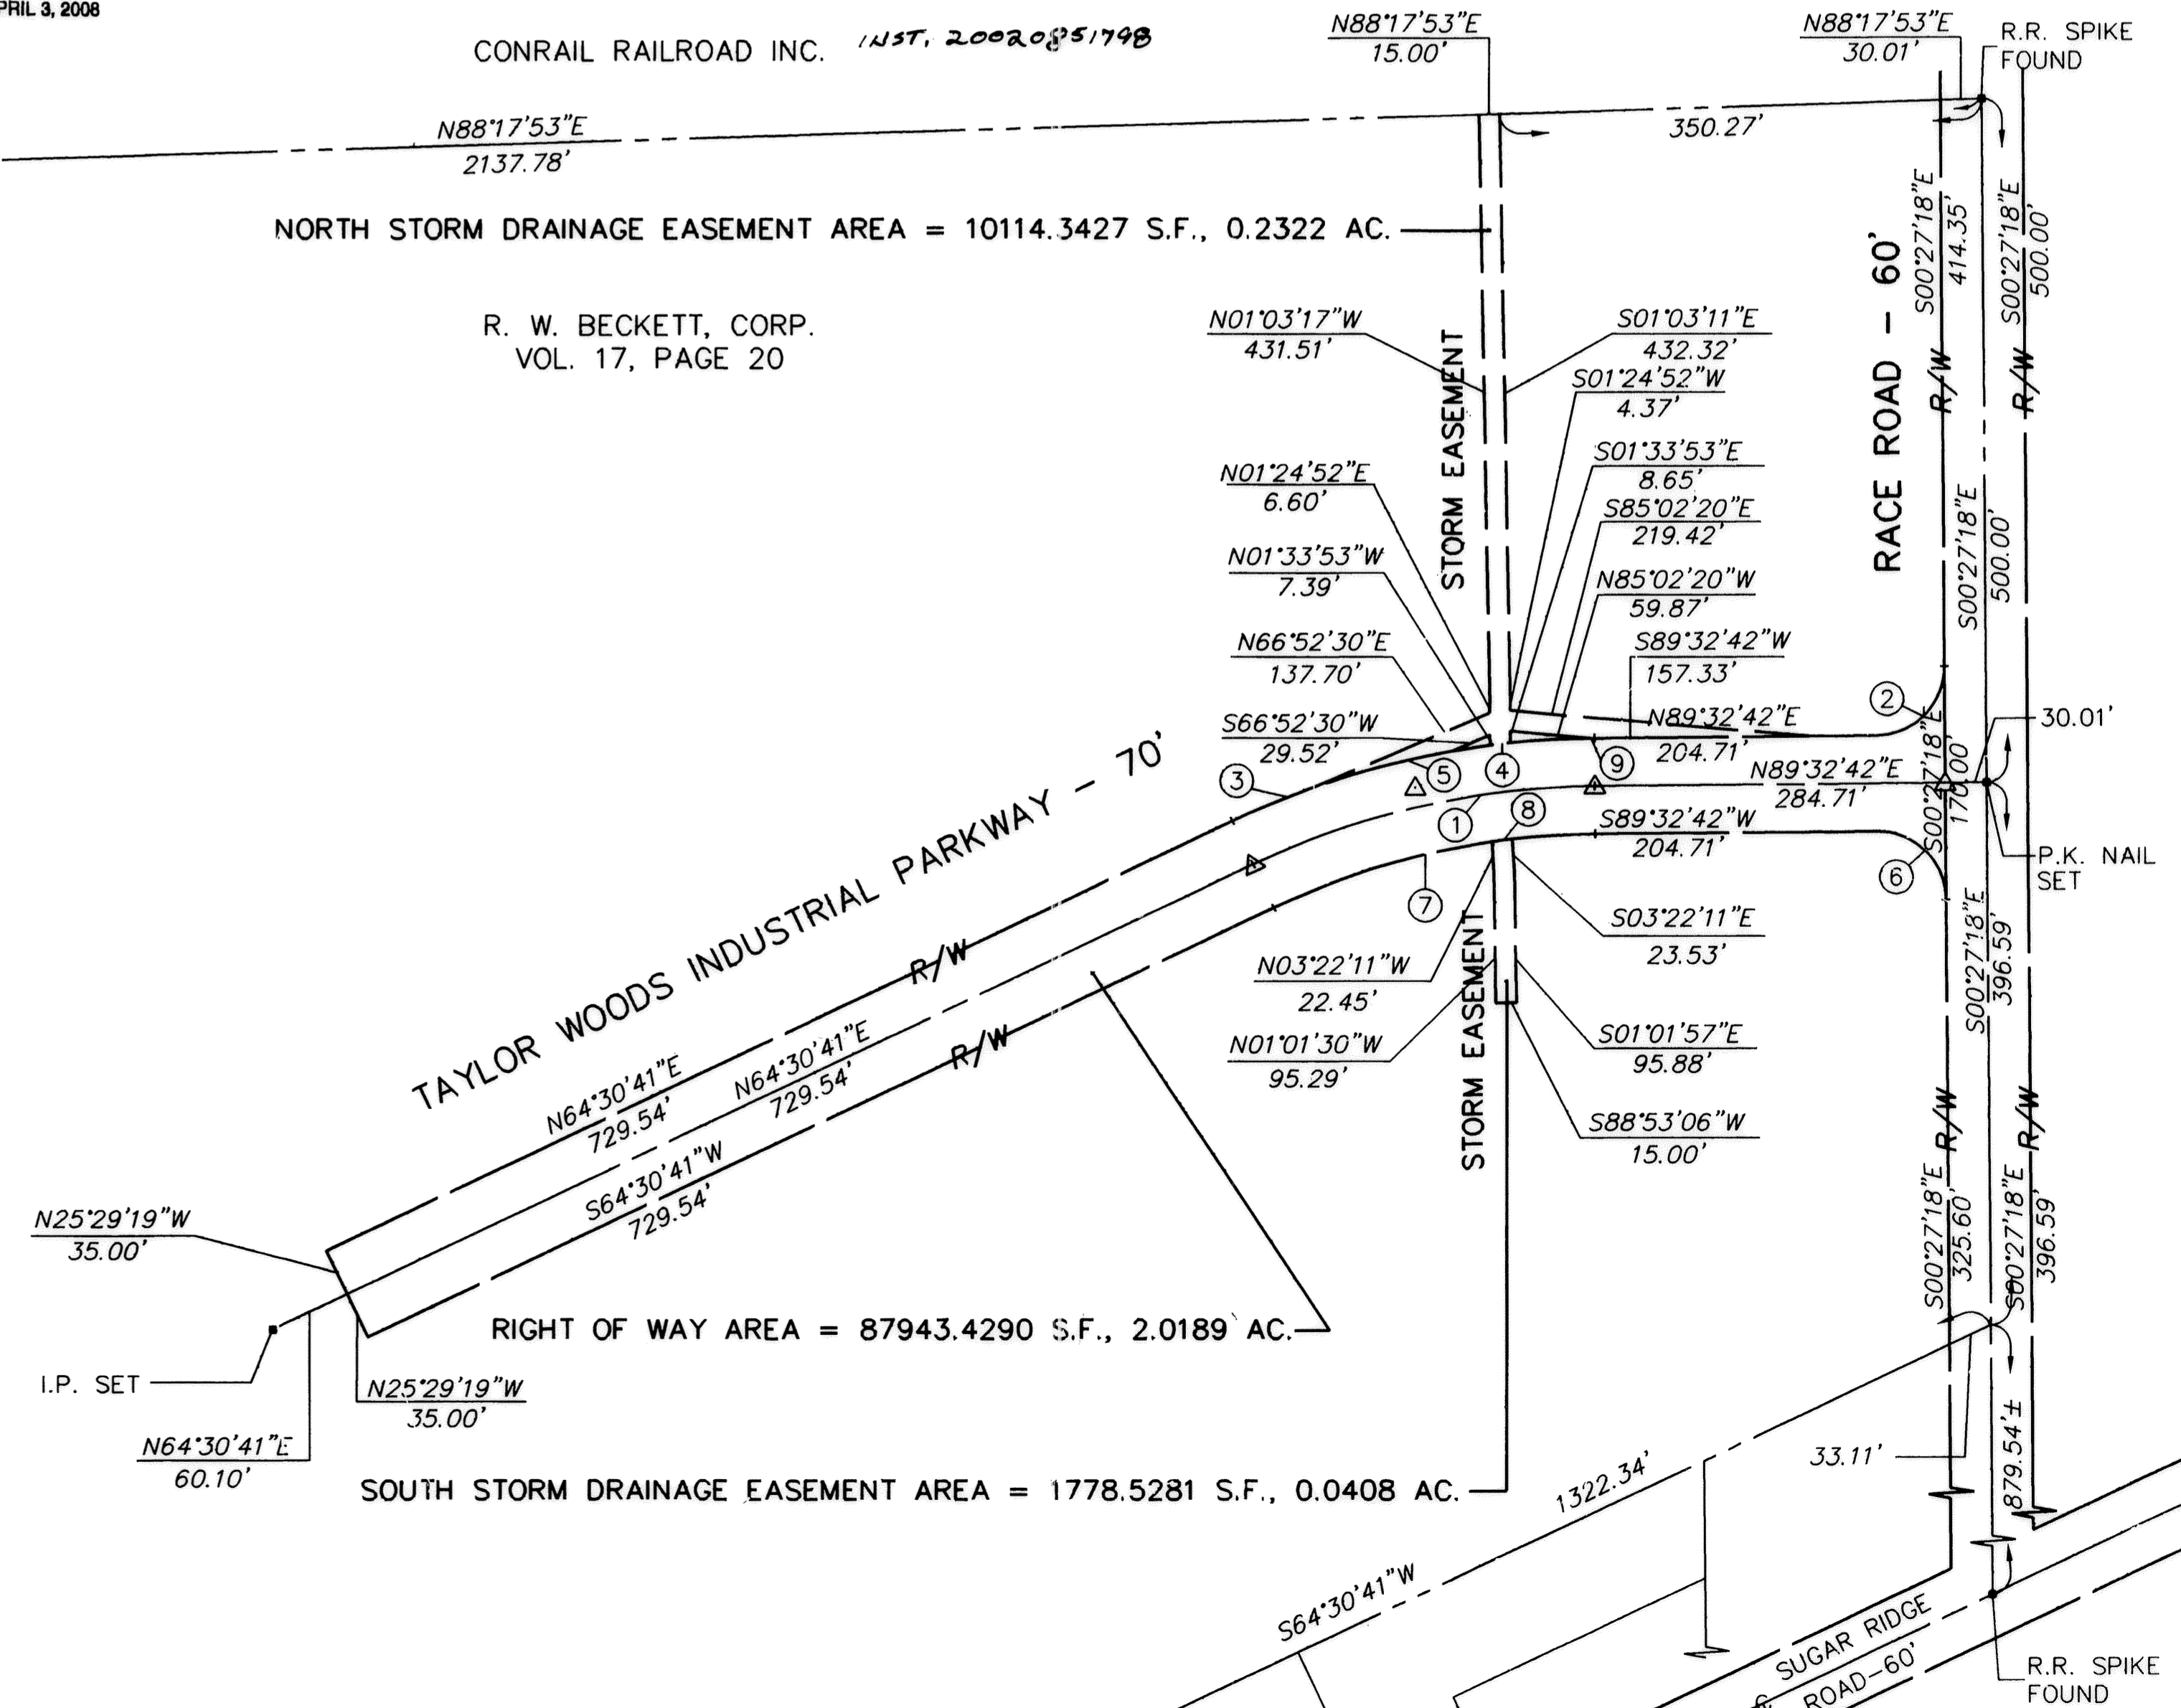 PRIL 3, 2008
CONRAIL RAILROAD INC.
INST. 20020851798
N88°17'53"E
15.00'
N88°17'53"E
30.01'
R.R. SPIKE
FOUND
N88°17'53"E
2137.78'
350.27'
NORTH STORM DRAINAGE EASEMENT AREA = 10114.3427 S.F., 0.2322 AC.
R. W. BECKETT, CORP.
VOL. 17, PAGE 20
S00°27'18"E
414.35'
S00°27'18"E
500.00'
RACE ROAD - 60'
R/W
R/W
N01°03'17"W
431.51'
STORM EASEMENT
S01°03'11"E
432.32'
S01°24'52"W
4.37'
S01°33'53"E
8.65'
S85°02'20"E
219.42'
N85°02'20"W
59.87'
S89°32'42"W
157.33'
N01°24'52"E
6.60'
N01°33'53"W
7.39'
N66°52'30"E
137.70'
S66°52'30"W
29.52'
S00°27'18"E
500.00'
2
N89°32'42"E
204.71'
30.01'
3
5
4
9
N89°32'42"E
284.71'
S00°27'18"E
170.00'
1
8
S89°32'42"W
204.71'
P.K. NAIL
SET
6
7
TAYLOR WOODS INDUSTRIAL PARKWAY - 70'
R/W
R/W
S03°22'11"E
23.53'
N03°22'11"W
22.45'
STORM EASEMENT
N01°01'30"W
95.29'
S01°01'57"E
95.88'
S88°53'06"W
15.00'
S00°27'18"E
396.59'
R/W
R/W
N64°30'41"E
729.54'
N64°30'41"E
729.54'
S64°30'41"W
729.54'
S00°27'18"E
325.60'
S00°27'18"E
396.59'
N25°29'19"W
35.00'
RIGHT OF WAY AREA = 87943.4290 S.F., 2.0189 AC.
I.P. SET
N25°29'19"W
35.00'
N64°30'41"E
60.10'
SOUTH STORM DRAINAGE EASEMENT AREA = 1778.5281 S.F., 0.0408 AC.
1322.34'
33.11'
879.54'±
S64°30'41"W
SUGAR RIDGE
ROAD-60'
R.R. SPIKE
FOUND